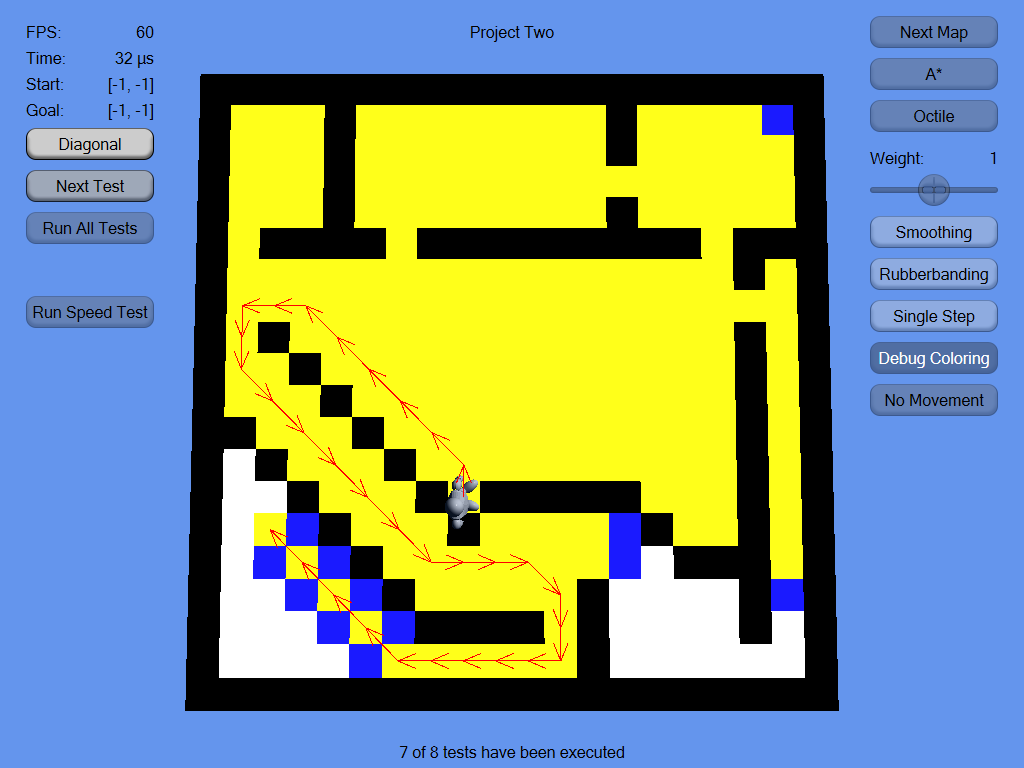 Project Two
FPS: 60
Time: 32 µs
Start: [-1, -1]
Goal: [-1, -1]
Diagonal
Next Test
Run All Tests
Run Speed Test
Next Map
A*
Octile
Weight: 1
Smoothing
Rubberbanding
Single Step
Debug Coloring
No Movement
7 of 8 tests have been executed